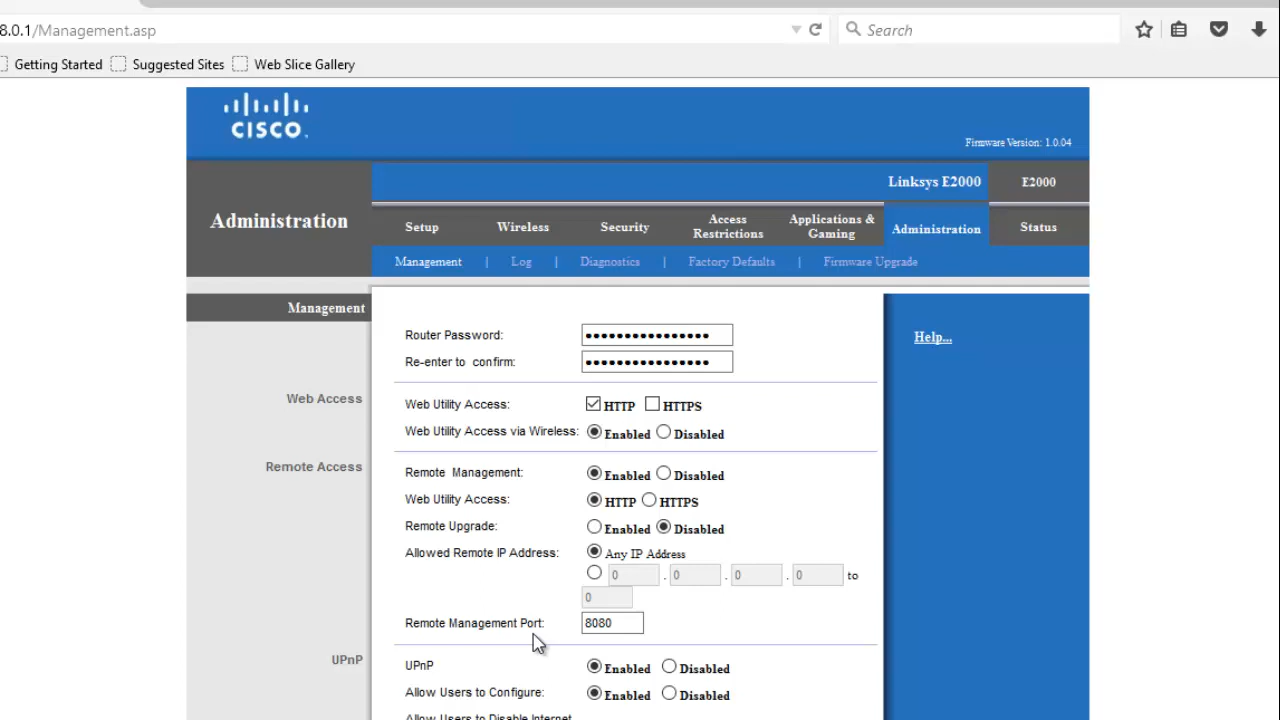 8.0.1/Management.asp
Search
Getting Started
Suggested Sites
Web Slice Gallery
CISCO.
Firmware Version: 1.0.04
Linksys E2000
E2000
Administration
Setup
Wireless
Security
Access Restrictions
Applications & Gaming
Administration
Status
Management | Log | Diagnostics | Factory Defaults | Firmware Upgrade
Management
Help...
Router Password: ••••••••••••••••
Re-enter to confirm: ••••••••••••••••
Web Access
Web Utility Access: HTTP HTTPS
Web Utility Access via Wireless: Enabled Disabled
Remote Access
Remote Management: Enabled Disabled
Web Utility Access: HTTP HTTPS
Remote Upgrade: Enabled Disabled
Allowed Remote IP Address: Any IP Address
0 . 0 . 0 . 0 to
0
Remote Management Port: 8080
UPnP
UPnP Enabled Disabled
Allow Users to Configure: Enabled Disabled
Allow Users to Disable Internet